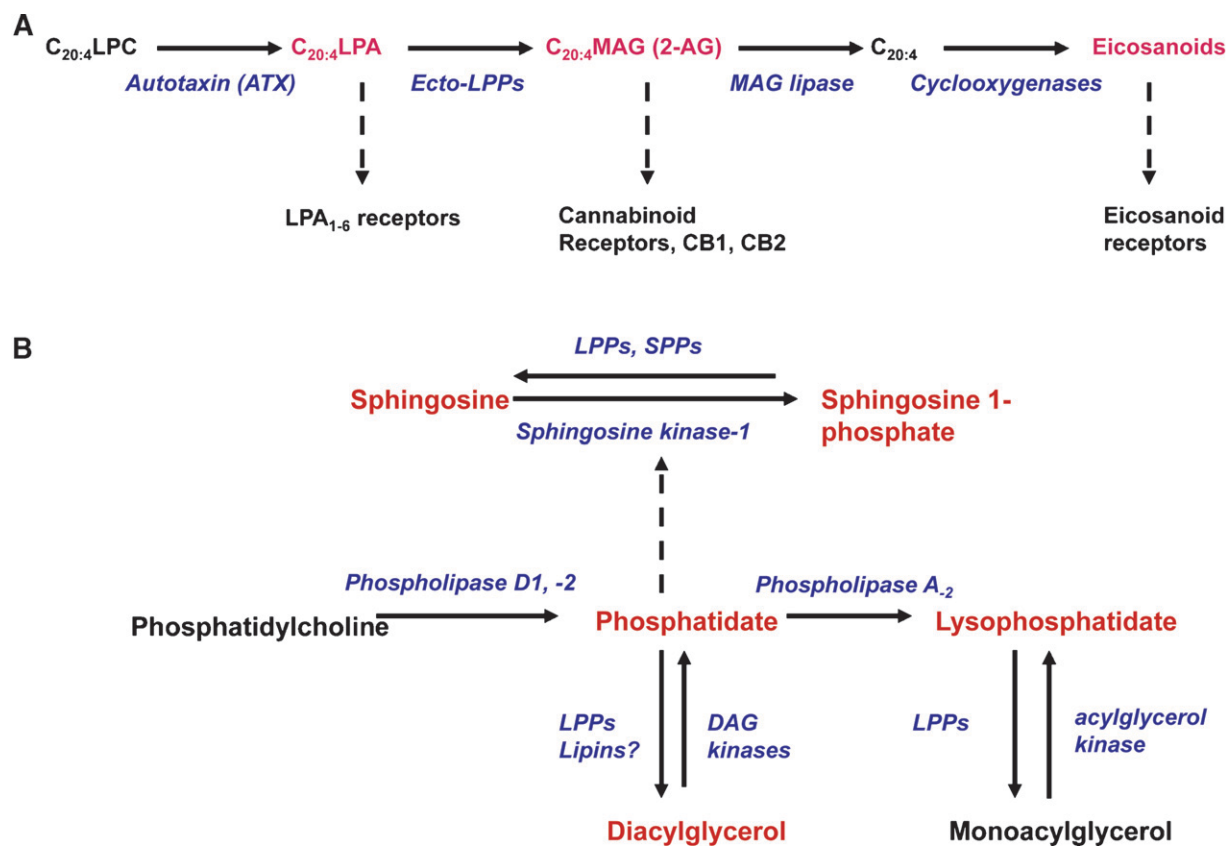 A
C20:4LPC
C20:4LPA
C20:4MAG (2-AG)
C20:4
Eicosanoids
Autotaxin (ATX)
Ecto-LPPs
MAG lipase
Cyclooxygenases
LPA1-6 receptors
Cannabinoid
Receptors, CB1, CB2
Eicosanoid
receptors
B
LPPs, SPPs
Sphingosine
Sphingosine 1-
phosphate
Sphingosine kinase-1
Phospholipase D1, -2
Phospholipase A-2
Phosphatidylcholine
Phosphatidate
Lysophosphatidate
LPPs
Lipins?
DAG
kinases
LPPs
acylglycerol
kinase
Diacylglycerol
Monoacylglycerol